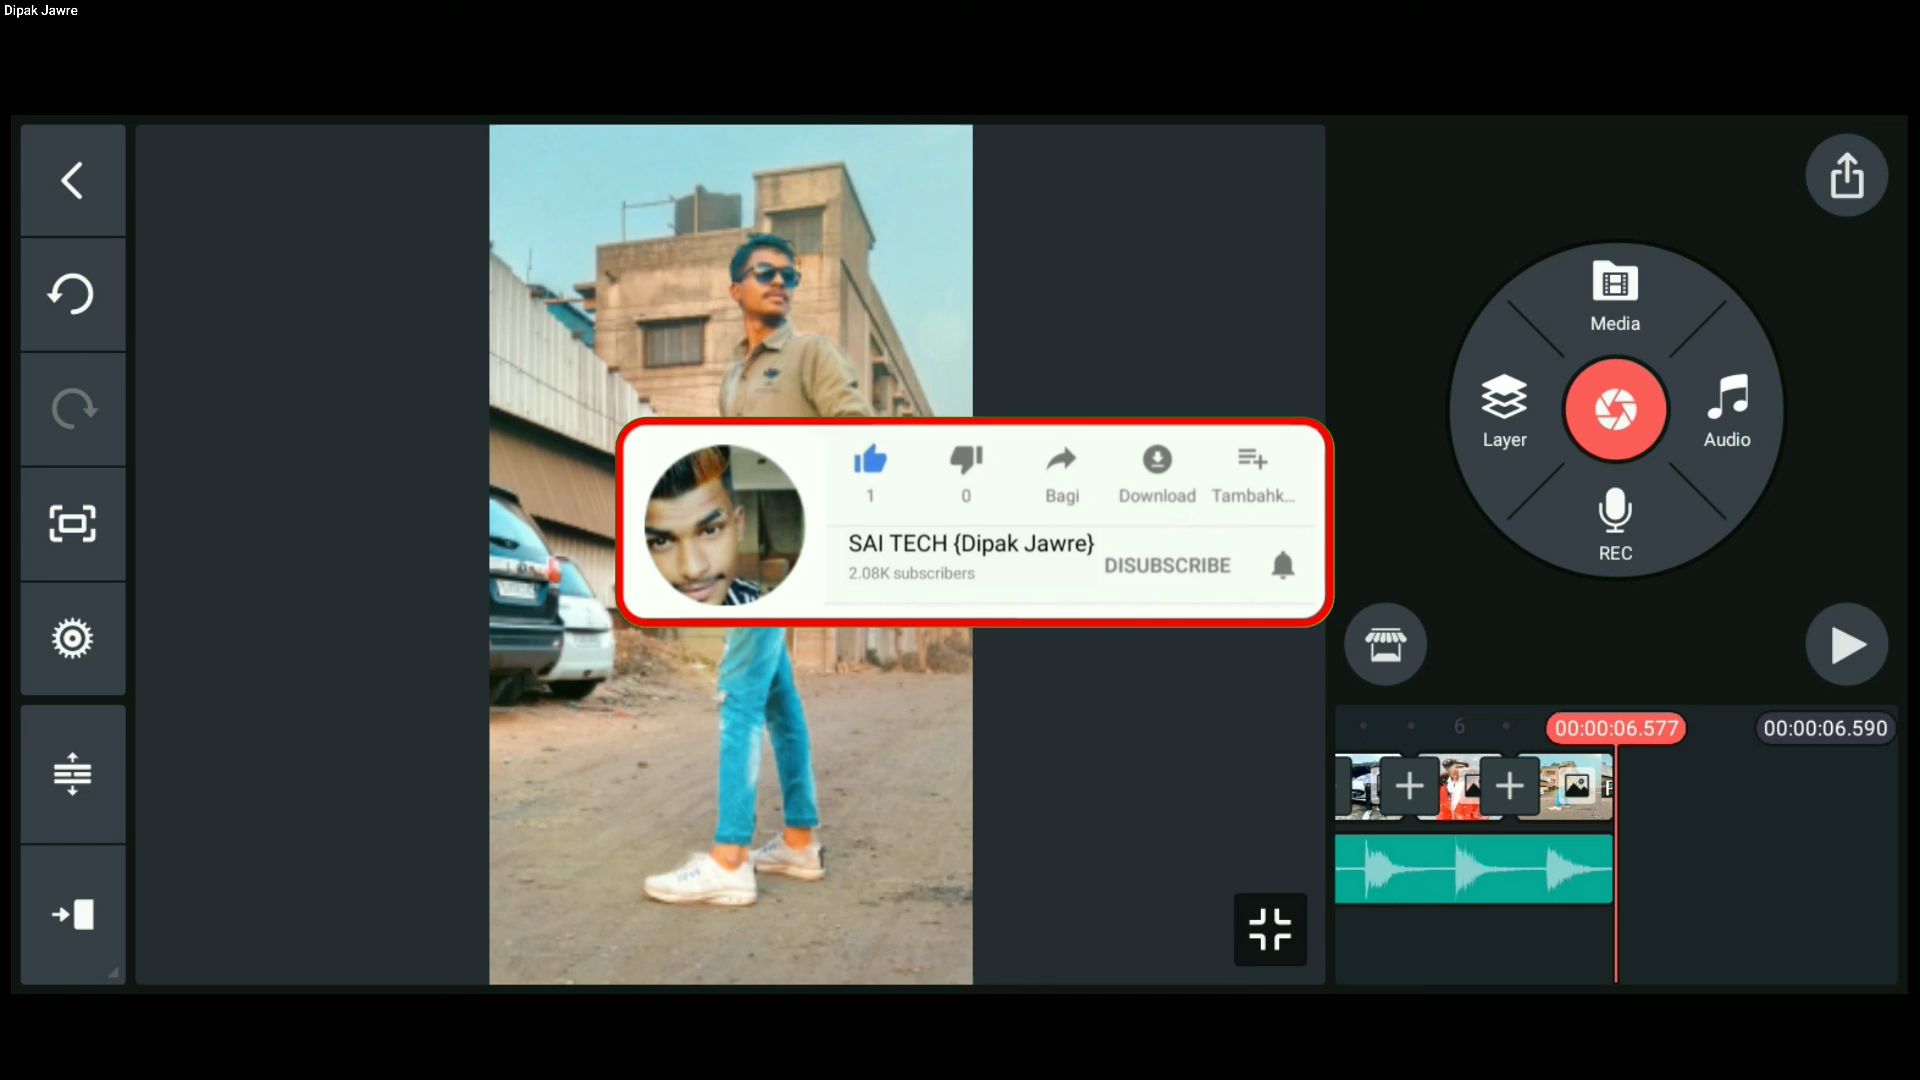 Dipak Jawre
Media
Layer
Audio
REC
1
0
Bagi
Download
Tambahk...
SAI TECH {Dipak Jawre}
2.08K subscribers
DISUBSCRIBE
6
00:00:06.577
00:00:06.590